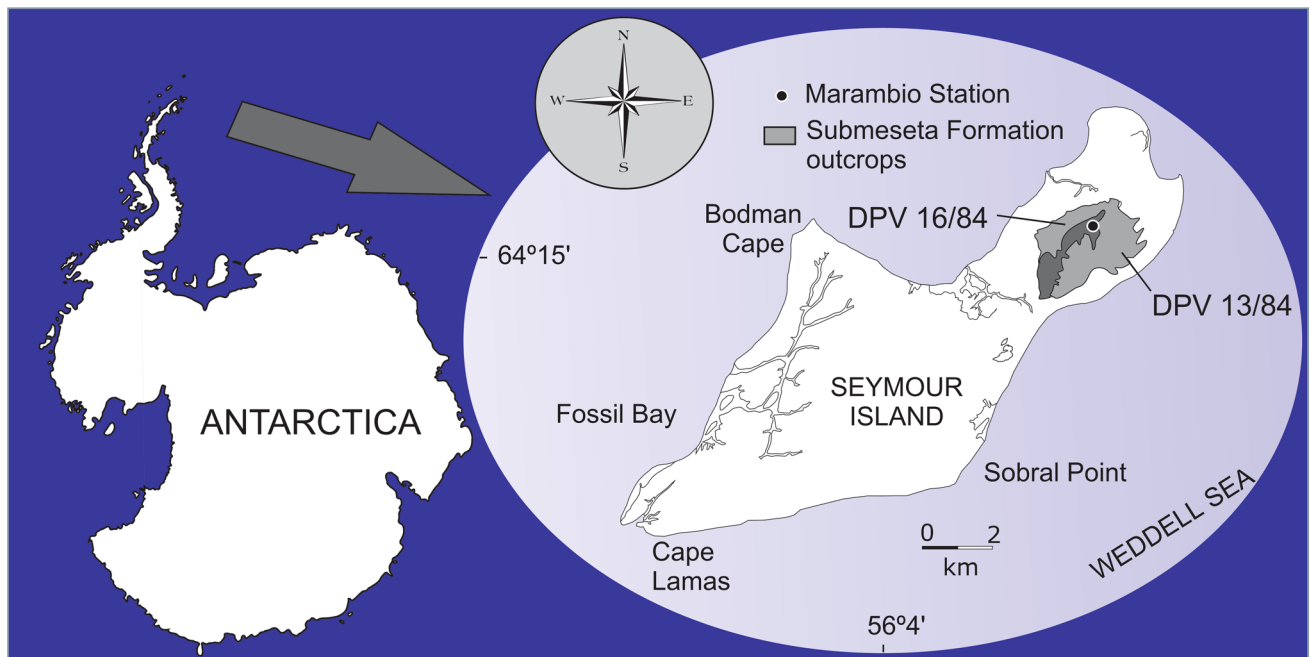 N
W
E
S
Marambio Station
Submeseta Formation
outcrops
Bodman
Cape
DPV 16/84
64º15'
DPV 13/84
ANTARCTICA
Fossil Bay
SEYMOUR
ISLAND
Sobral Point
WEDDELL SEA
0 2
km
Cape
Lamas
56º4'